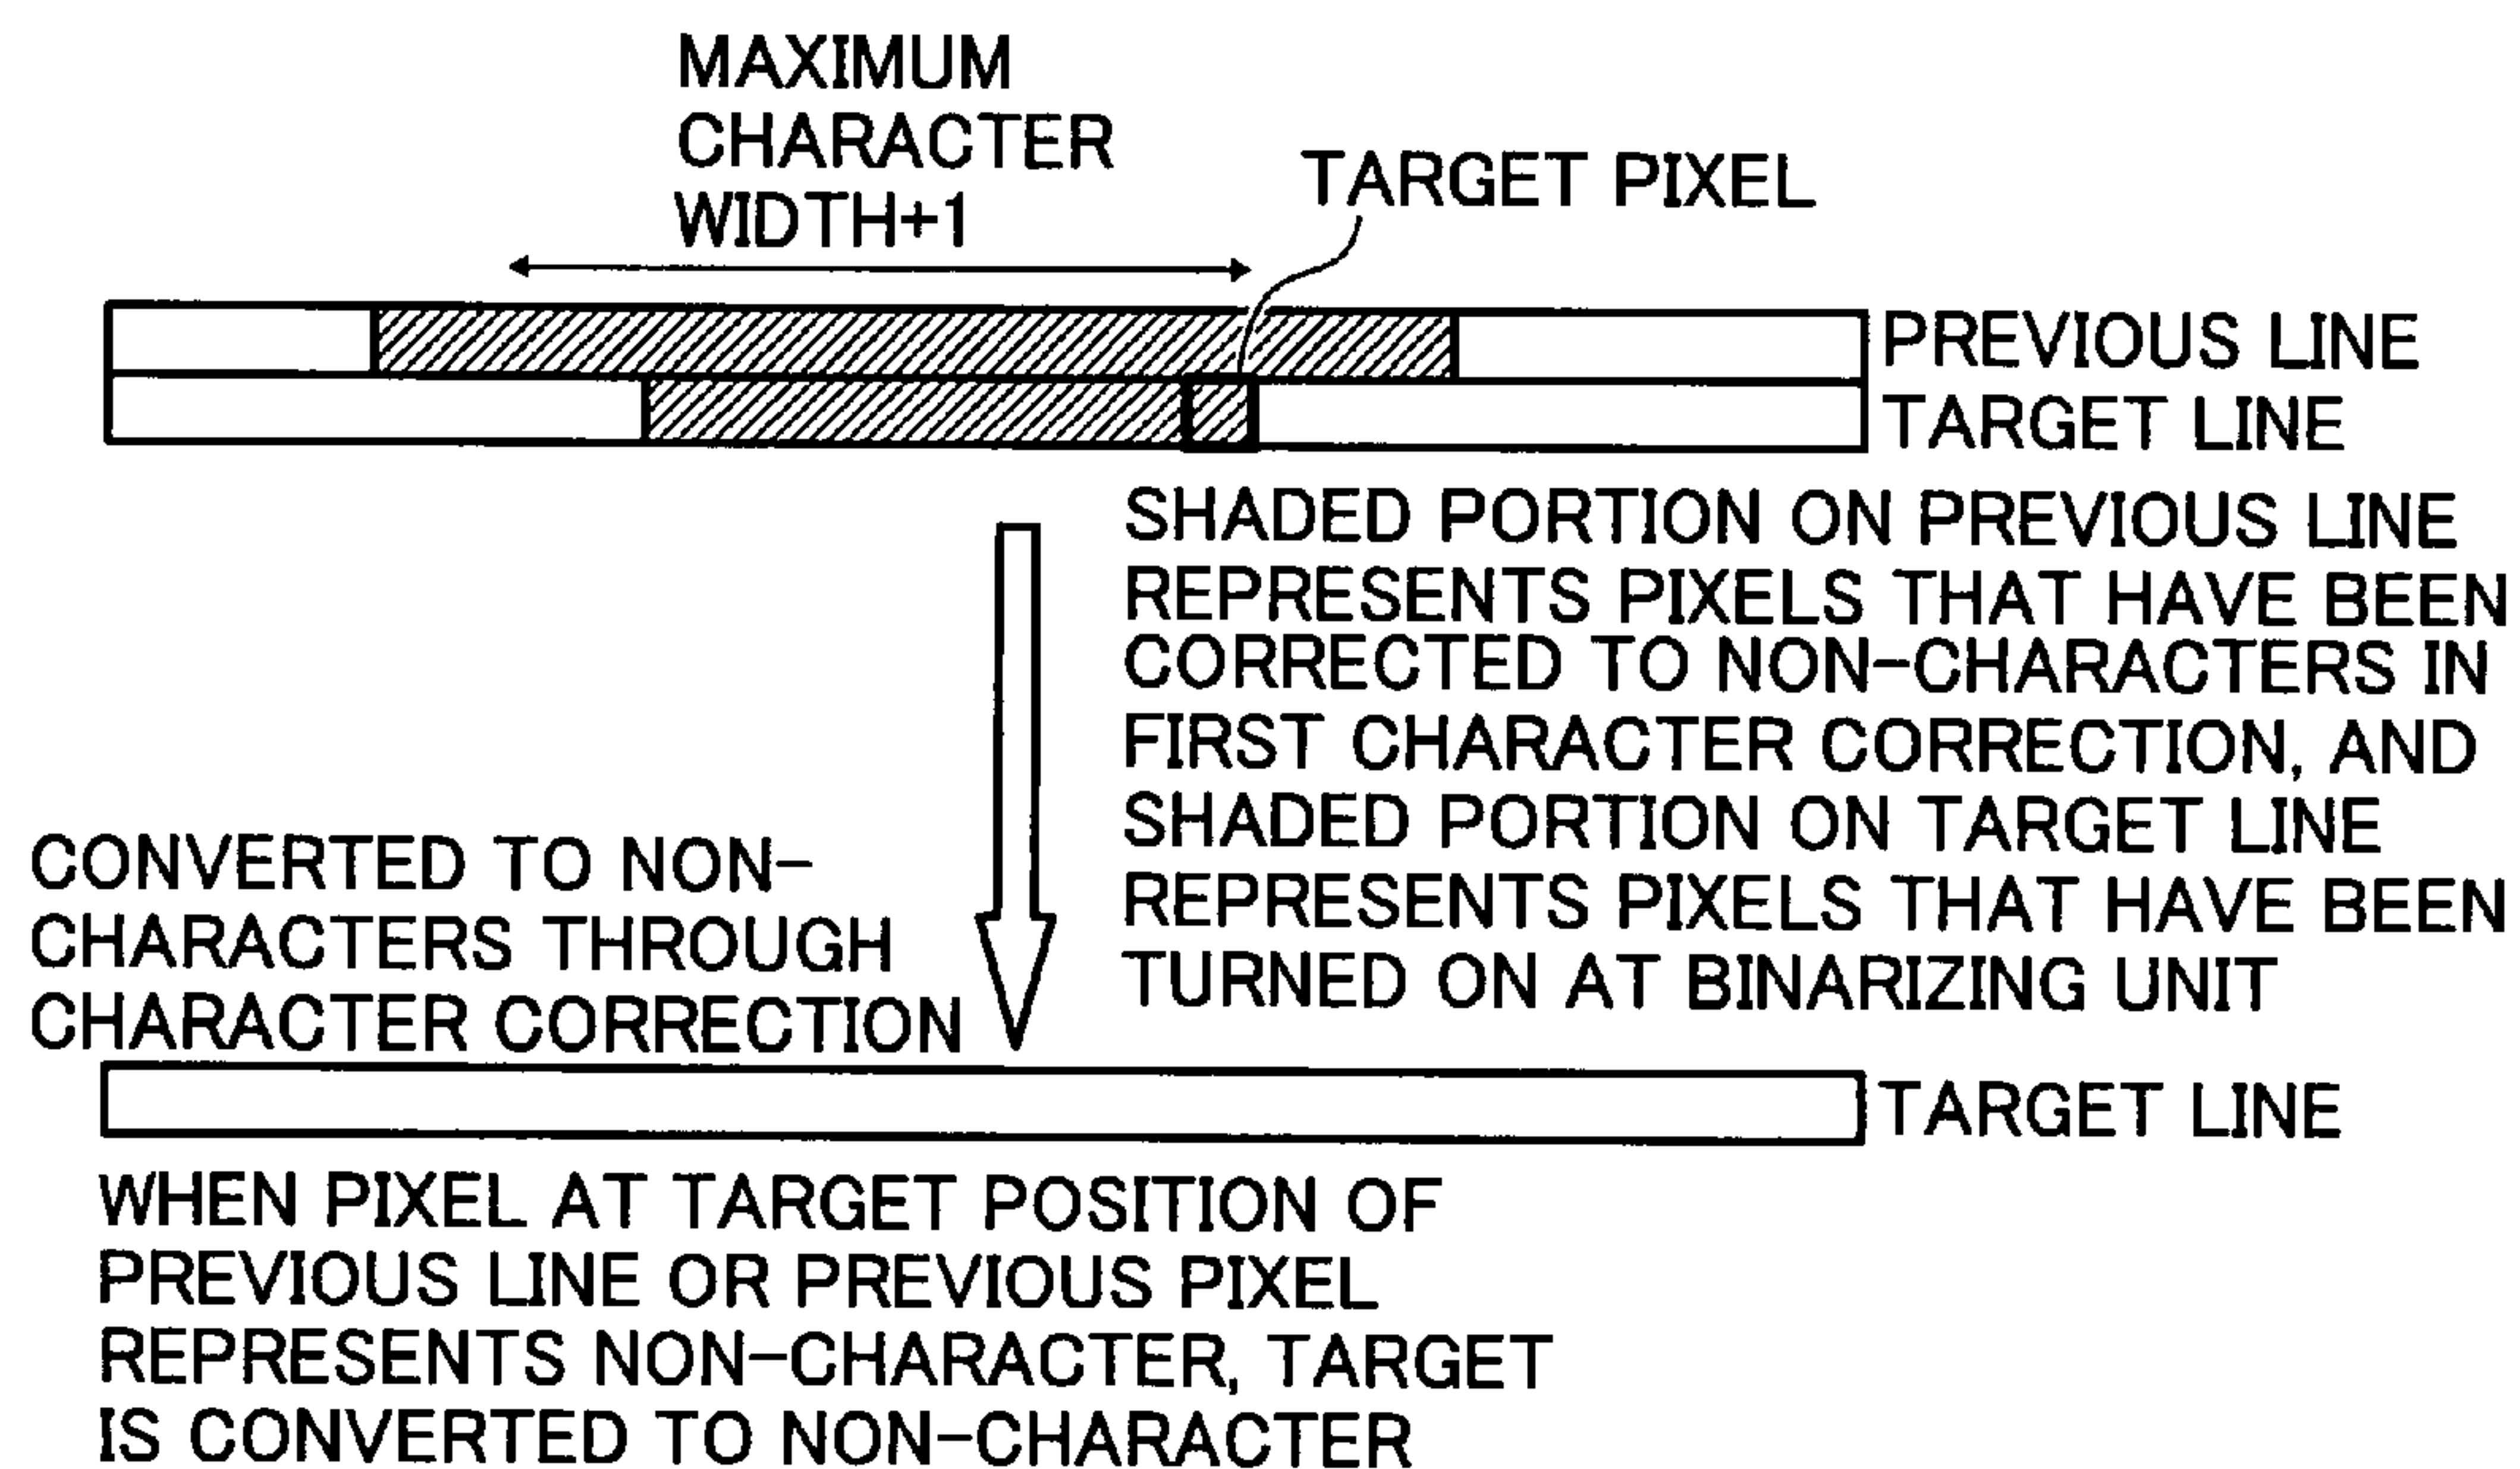 MAXIMUM
CHARACTER
WIDTH+1
TARGET PIXEL
PREVIOUS LINE
TARGET LINE
SHADED PORTION ON PREVIOUS LINE
REPRESENTS PIXELS THAT HAVE BEEN
CORRECTED TO NON-CHARACTERS IN
FIRST CHARACTER CORRECTION, AND
SHADED PORTION ON TARGET LINE
REPRESENTS PIXELS THAT HAVE BEEN
TURNED ON AT BINARIZING UNIT
CONVERTED TO NON-
CHARACTERS THROUGH
CHARACTER CORRECTION
TARGET LINE
WHEN PIXEL AT TARGET POSITION OF
PREVIOUS LINE OR PREVIOUS PIXEL
REPRESENTS NON-CHARACTER, TARGET
IS CONVERTED TO NON-CHARACTER